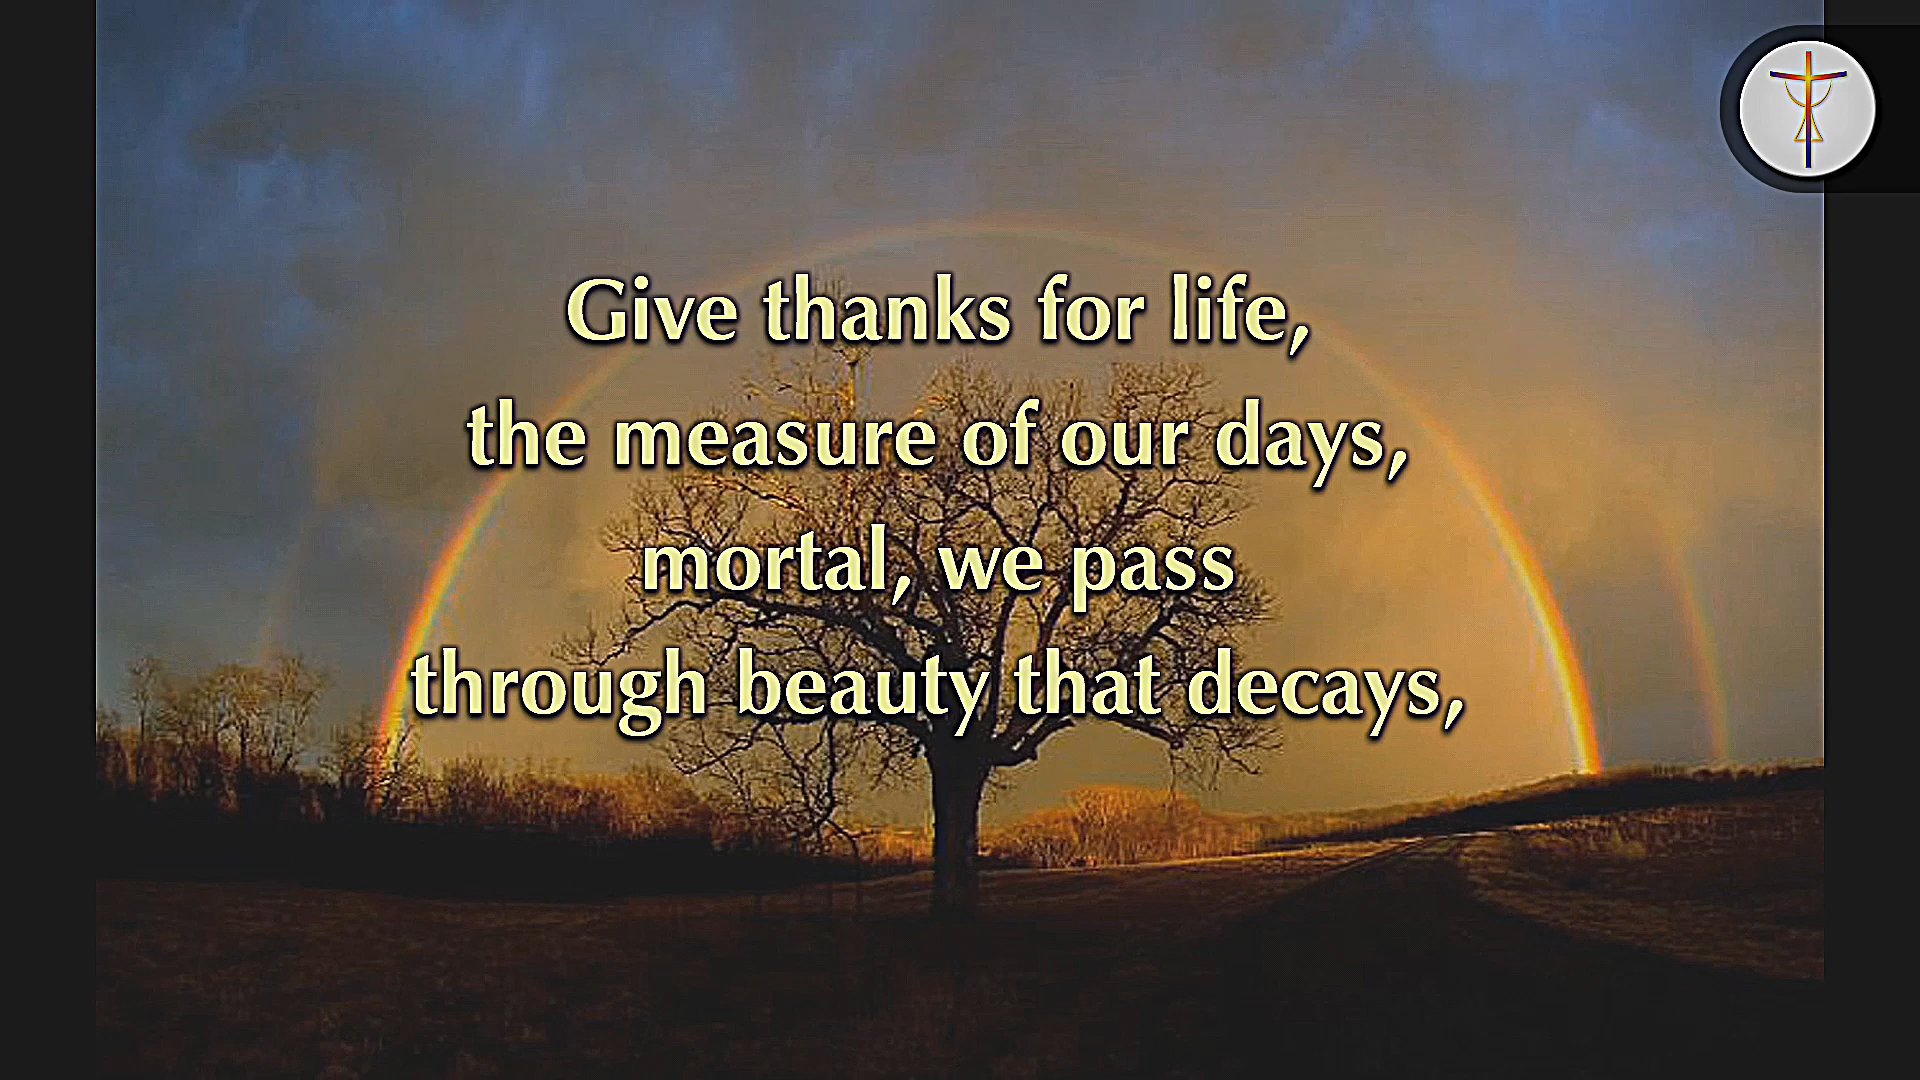 Give thanks for life,
the measure of our days,
mortal, we pass
through beauty that decays,